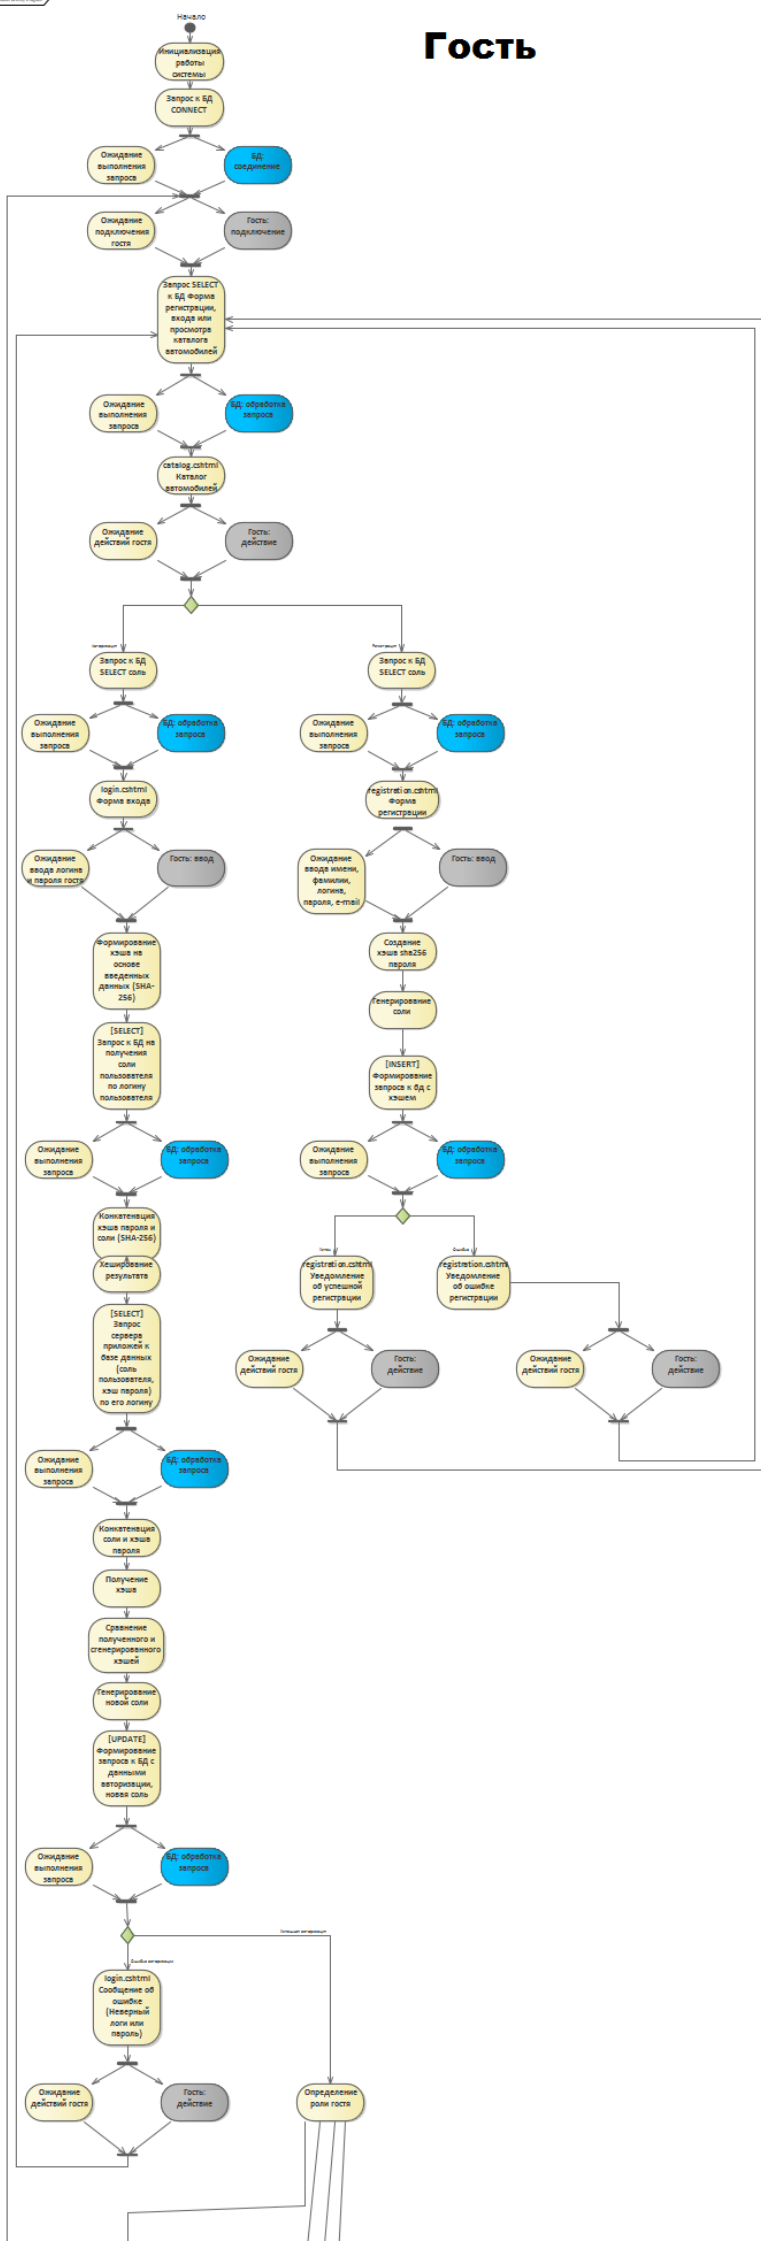 Начало
Гость
Инициализация
работы
системы
Запрос к БД
CONNECT
Ожидание
выполнения
запроса
БД:
соединение
Ожидание
подключения
гостя
Гость:
подключение
Запрос SELECT
к БД Форма
регистрации,
входа или
просмотра
каталога
автомобилей
Ожидание
выполнения
запроса
БД: обработка
запроса
catalog.cshtml
Каталог
автомобилей
Ожидание
действий гостя
Гость:
действие
Авторизация
Регистрация
Запрос к БД
SELECT соль
Запрос к БД
SELECT соль
Ожидание
выполнения
запроса
БД: обработка
запроса
Ожидание
выполнения
запроса
БД: обработка
запроса
login.cshtml
Форма входа
registration.cshtml
Форма
регистрации
Ожидание
ввода логина
и пароля гостя
Гость: ввод
Ожидание
ввода имени,
фамилии,
логина,
пароля, e-mail
Гость: ввод
Формирование
хэша на
основе
введенных
данных (SHA-
256)
Создание
хэша sha256
пароля
Генерирование
соли
[SELECT]
Запрос к БД на
получения
соли
пользователя
по логину
пользователя
[INSERT]
Формирование
запроса к бд с
хэшем
Ожидание
выполнения
запроса
БД: обработка
запроса
Ожидание
выполнения
запроса
БД: обработка
запроса
Конкатенация
хэша пароля и
соли (SHA-256)
Хеширование
результата
Успех
Ошибка
registration.cshtml
Уведомление
об успешной
регистрации
registration.cshtml
Уведомление
об ошибке
регистрации
[SELECT]
Запрос
сервера
приложей к
базе данных
(соль
пользователя,
хэш пароля)
по его логину
Ожидание
действий гостя
Гость:
действие
Ожидание
действий гостя
Гость:
действие
Ожидание
выполнения
запроса
БД: обработка
запроса
Конкатенация
соли и хэша
пароля
Получение
хэша
Сравнение
полученного и
сгенерированного
хэшей
Генерирование
новой соли
[UPDATE]
Формирование
запроса к БД с
данными
авторизации,
новая соль
Ожидание
выполнения
запроса
БД: обработка
запроса
Успешная авторизация
Ошибка авторизации
login.cshtml
Сообщение об
ошибке
(Неверный
логи или
пароль)
Ожидание
действий гостя
Гость:
действие
Определение
роли гостя